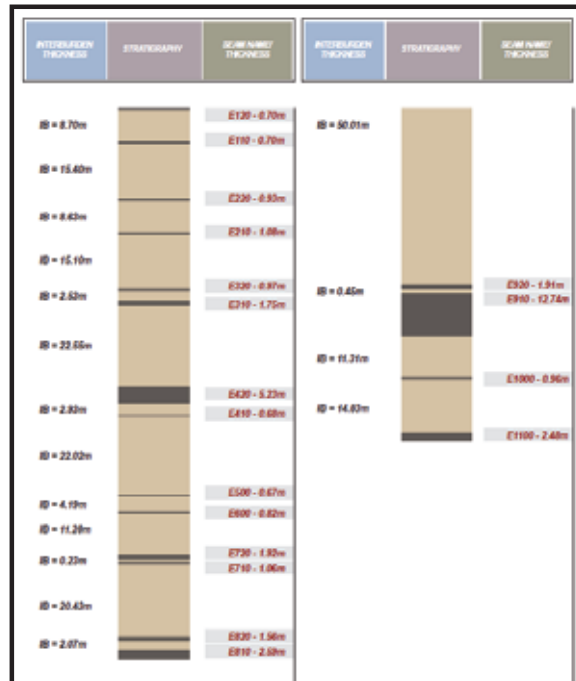 INTERBURDEN
THICKNESS
STRATIGRAPHY
SEAM NAME/
THICKNESS
IB = 8.70m
IB = 15.40m
IB = 8.63m
IB = 15.10m
IB = 2.53m
IB = 22.55m
IB = 2.93m
IB = 22.02m
IB = 4.19m
IB = 11.28m
IB = 0.23m
IB = 20.43m
IB = 2.07m
E120 - 0.70m
E110 - 0.70m
E220 - 0.93m
E210 - 1.08m
E320 - 0.97m
E310 - 1.75m
E420 - 5.23m
E410 - 0.68m
E500 - 0.67m
E600 - 0.82m
E720 - 1.92m
E710 - 1.06m
E820 - 1.56m
E810 - 2.59m
INTERBURDEN
THICKNESS
STRATIGRAPHY
SEAM NAME/
THICKNESS
IB = 50.01m
IB = 0.45m
IB = 11.31m
IB = 14.83m
E920 - 1.91m
E910 - 12.74m
E1000 - 0.96m
E1100 - 2.48m